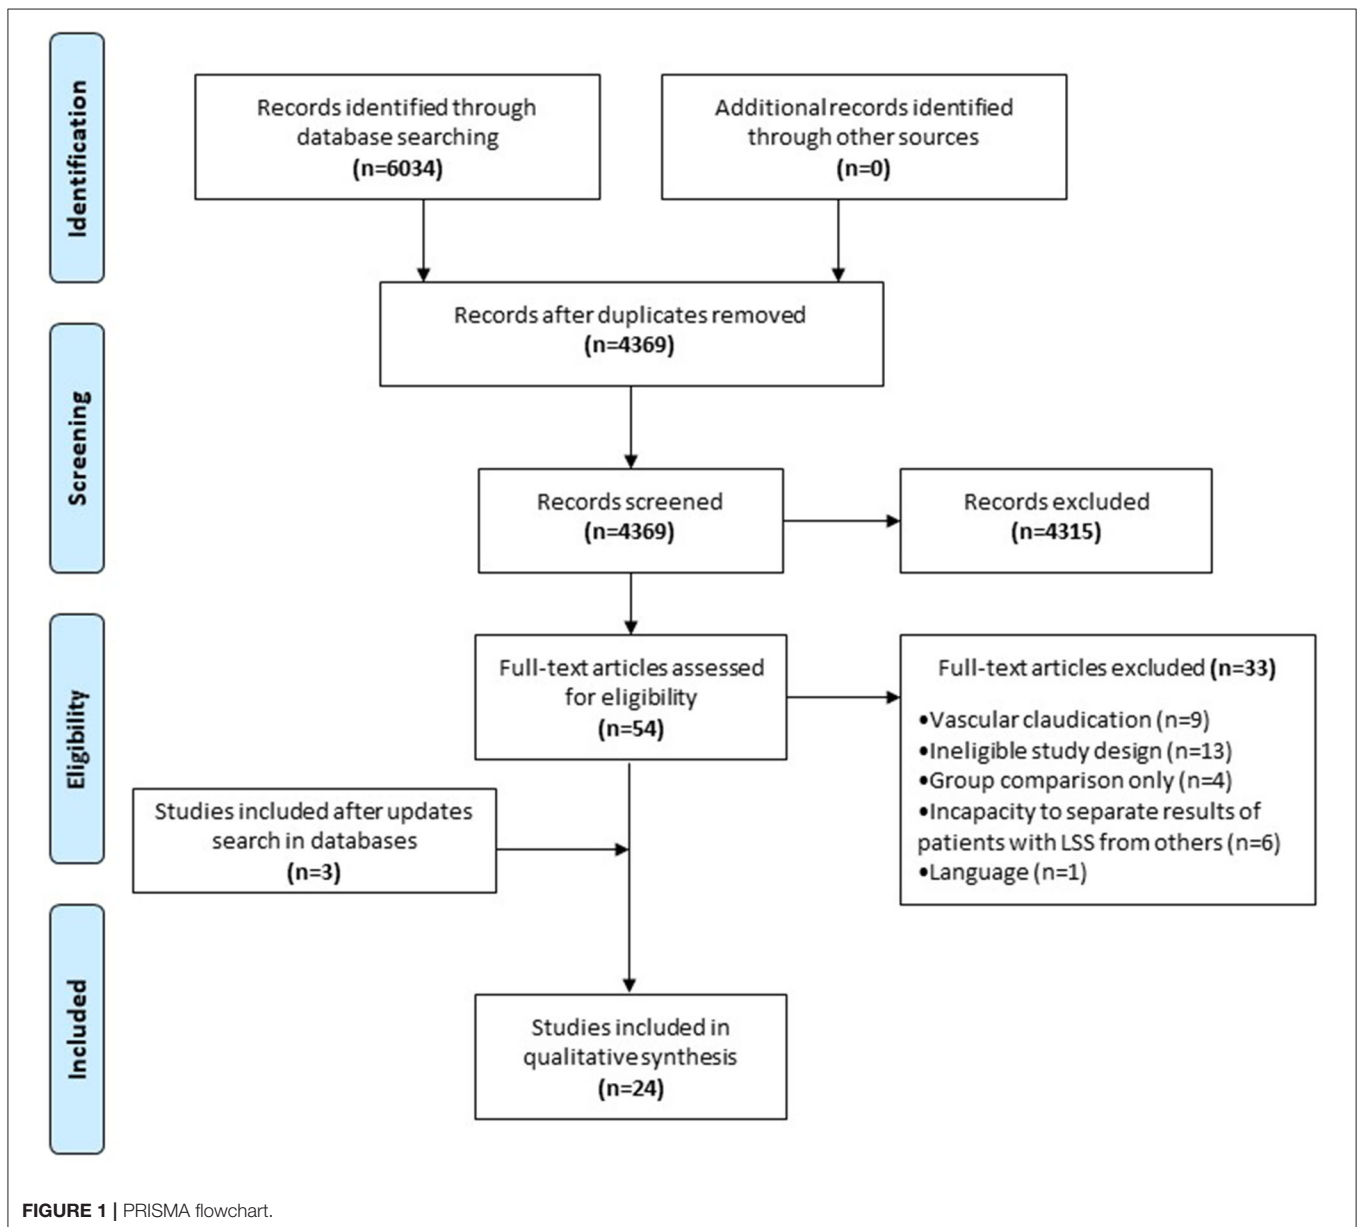 Identification
Records identified through
database searching
(n=6034)
Additional records identified
through other sources
(n=0)
Records after duplicates removed
(n=4369)
Screening
Records screened
(n=4369)
Records excluded
(n=4315)
Eligibility
Full-text articles assessed
for eligibility
(n=54)
Full-text articles excluded (n=33)
•Vascular claudication (n=9)
•Ineligible study design (n=13)
•Group comparison only (n=4)
•Incapacity to separate results of
patients with LSS from others (n=6)
•Language (n=1)
Studies included after updates
search in databases
(n=3)
Included
Studies included in
qualitative synthesis
(n=24)
FIGURE 1 | PRISMA flowchart.